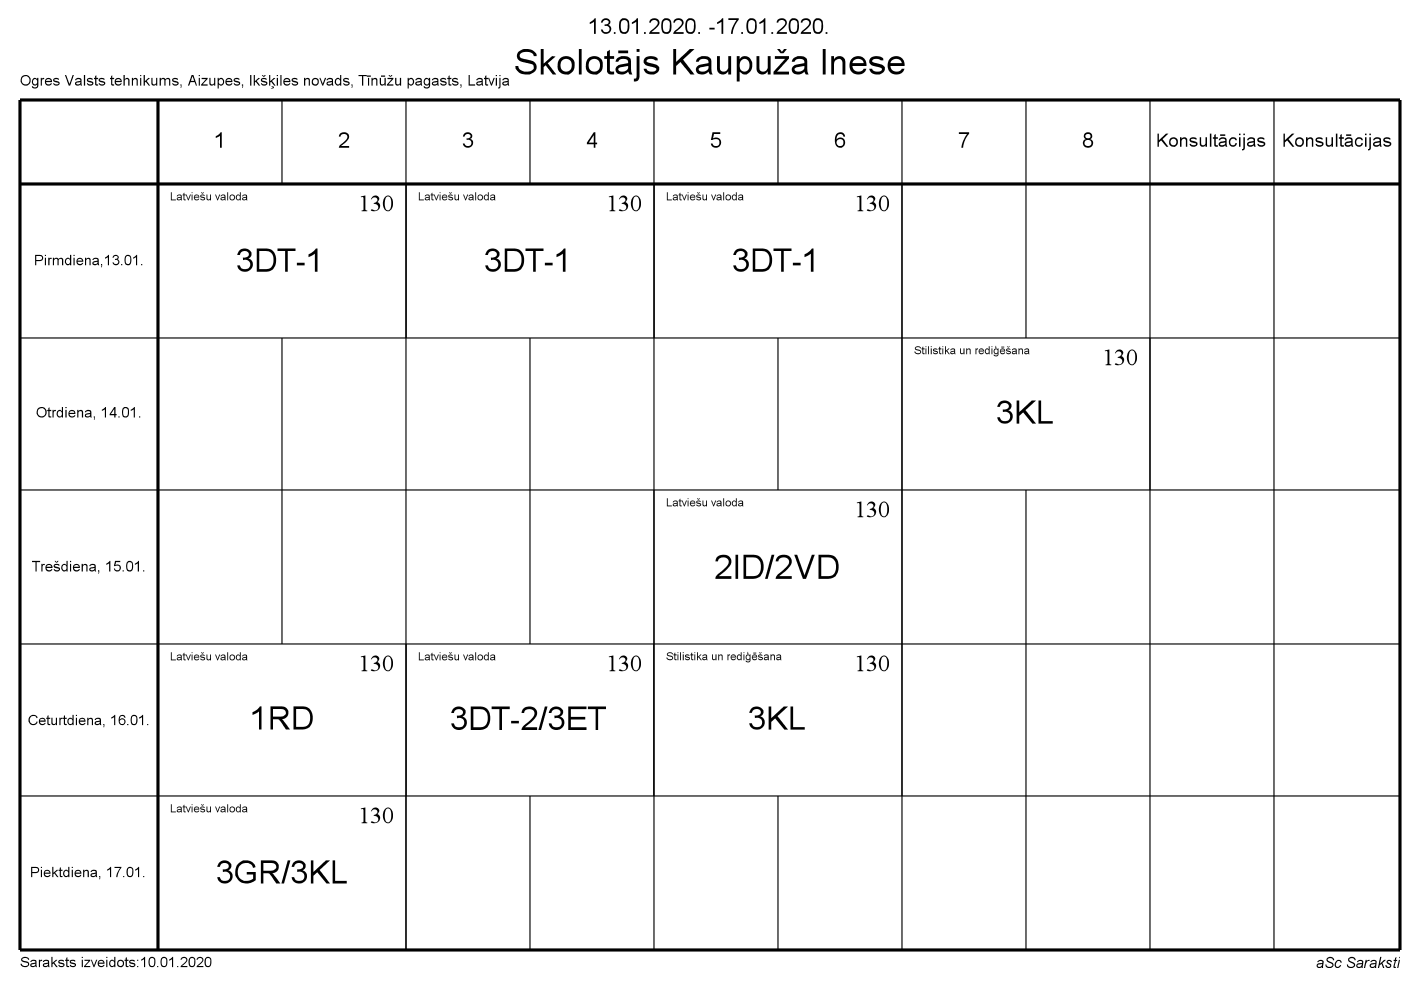 13.01.2020. -17.01.2020.
Skolotājs Kaupuža Inese
Ogres Valsts tehnikums, Aizupes, Ikšķiles novads, Tīnūžu pagasts, Latvija
1 2 3 4 5 6 7 8 Konsultācijas Konsultācijas
Latviešu valoda 130 Latviešu valoda 130 Latviešu valoda 130
Pirmdiena,13.01. 3DT-1 3DT-1 3DT-1
Stilistika un rediģēšana 130
Otrdiena, 14.01. 3KL
Latviešu valoda 130
Trešdiena, 15.01. 2ID/2VD
Latviešu valoda 130 Latviešu valoda 130 Stilistika un rediģēšana 130
Ceturtdiena, 16.01. 1RD 3DT-2/3ET 3KL
Latviešu valoda 130
Piektdiena, 17.01. 3GR/3KL
Saraksts izveidots:10.01.2020 aSc Saraksti